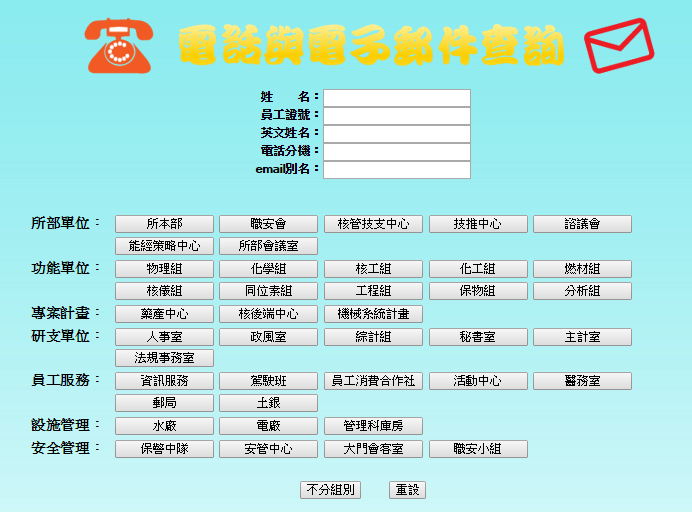 電話與電子郵件查詢
姓 名：
員工證號：
英文姓名：
電話分機：
email別名：
所部單位： 所本部 職安會 核管技支中心 技推中心 諮議會
能經策略中心 所部會議室
功能單位： 物理組 化學組 核工組 化工組 燃材組
核儀組 同位素組 工程組 保物組 分析組
專案計畫： 藥產中心 核後端中心 機械系統計畫
研支單位： 人事室 政風室 綜計組 秘書室 主計室
法規事務室
員工服務： 資訊服務 駕駛班 員工消費合作社 活動中心 醫務室
郵局 土銀
設施管理： 水廠 電廠 管理科庫房
安全管理： 保警中隊 安管中心 大門會客室 職安小組
不分組別 重設